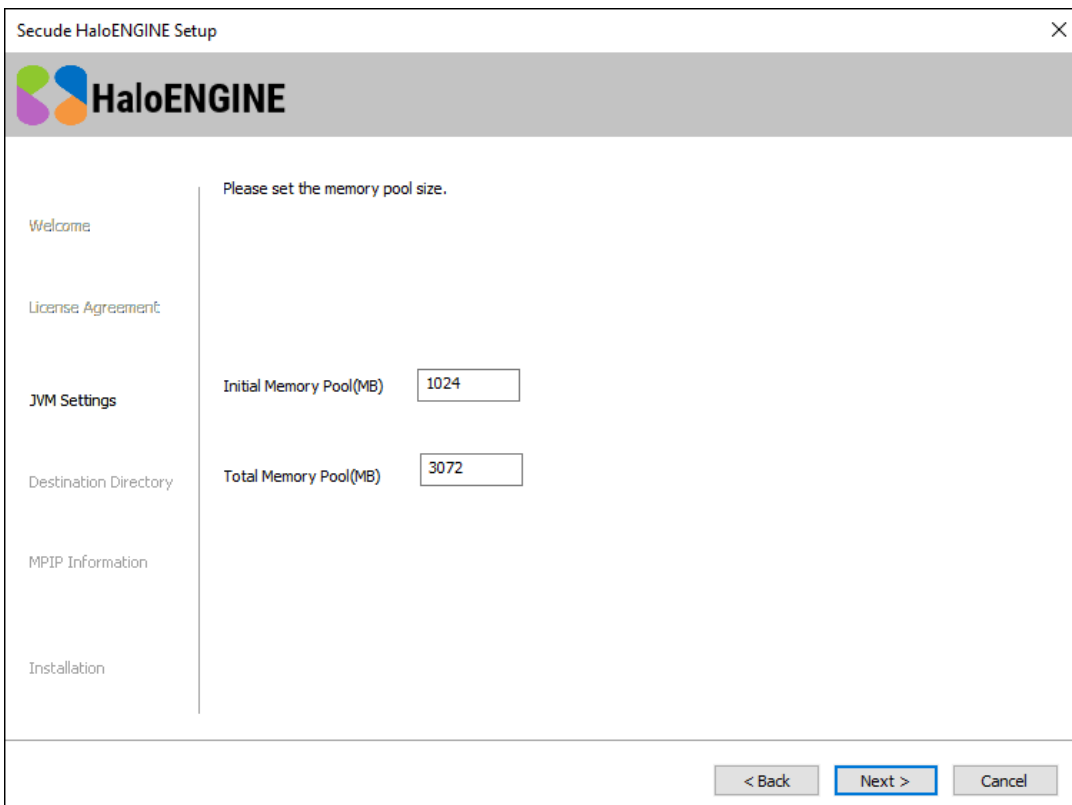 Secude HaloENGINE Setup
HaloENGINE
Please set the memory pool size.
Welcome
License Agreement
Initial Memory Pool(MB) 1024
JVM Settings
Total Memory Pool(MB) 3072
Destination Directory
MPIP Information
Installation
< Back Next > Cancel